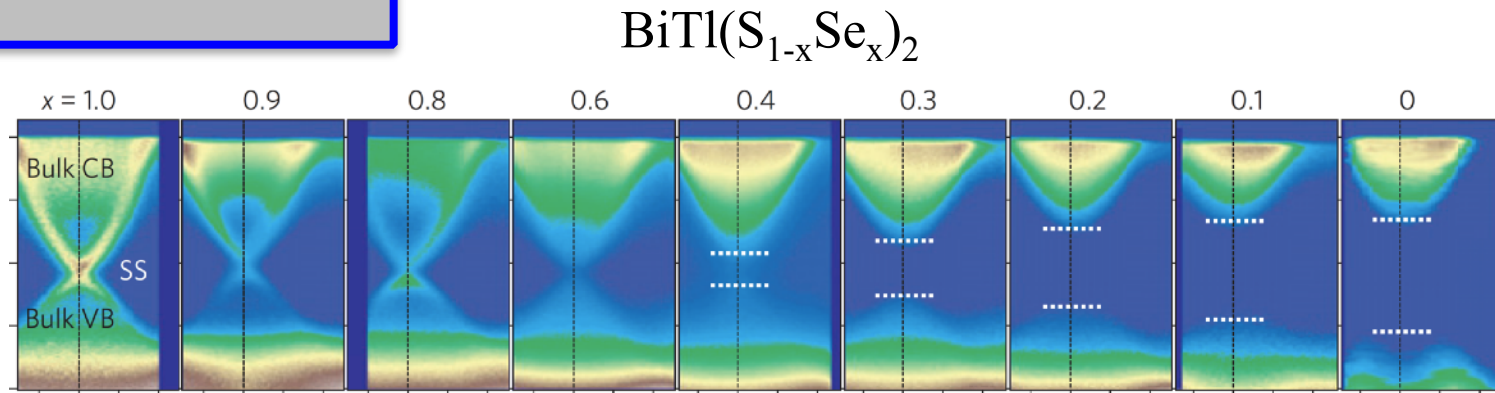 BiTl(S₁₋ₓSeₓ)₂
x = 1.0 0.9 0.8 0.6 0.4 0.3 0.2 0.1 0
Bulk CB
SS
Bulk VB